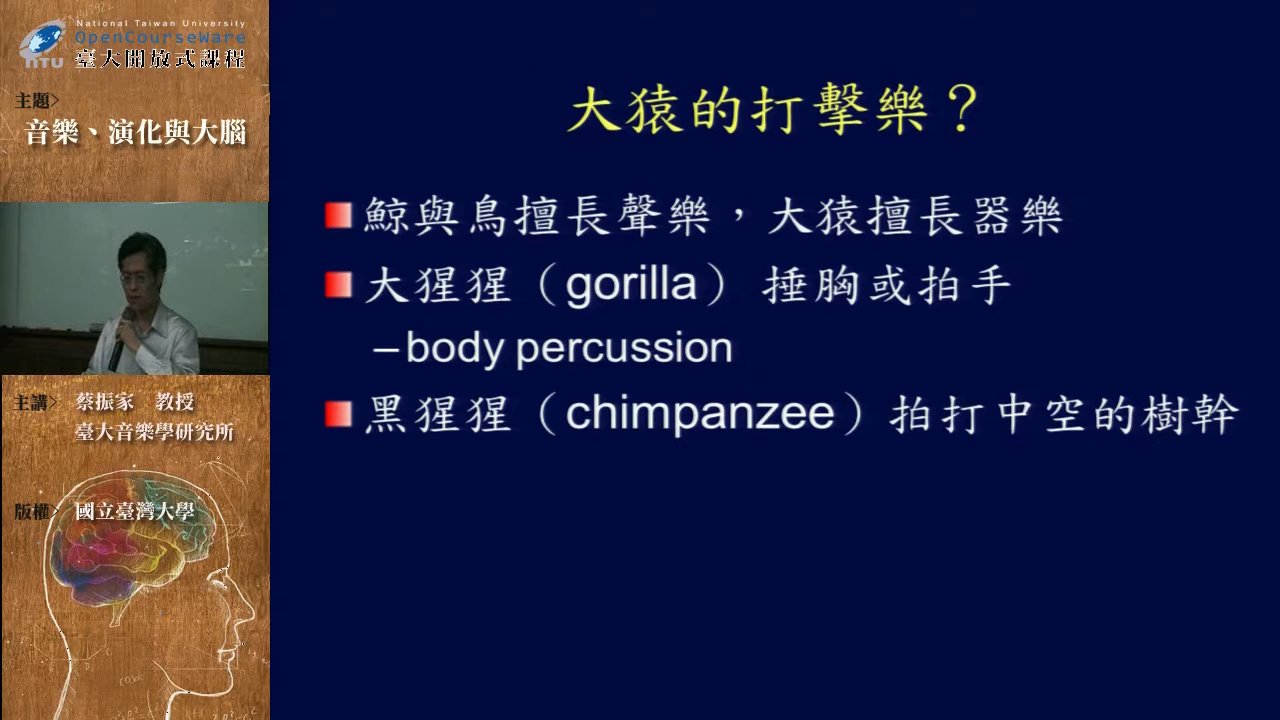 National Taiwan University
OpenCourseWare
NTU
臺大開放式課程
主題>
音樂、演化與大腦
主講> 蔡振家 教授
臺大音樂學研究所
版權> 國立臺灣大學
大猿的打擊樂？
鯨與鳥擅長聲樂，大猿擅長器樂
大猩猩（gorilla） 捶胸或拍手
–body percussion
黑猩猩（chimpanzee）拍打中空的樹幹